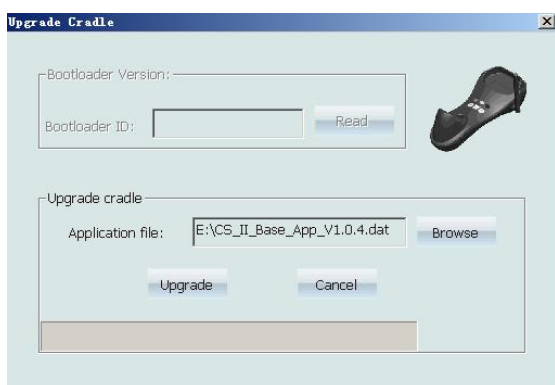 Upgrade Cradle
Bootloader Version:
Bootloader ID:
Read
Upgrade cradle
Application file:
E:\CS_II_Base_App_V1.0.4.dat
Browse
Upgrade
Cancel